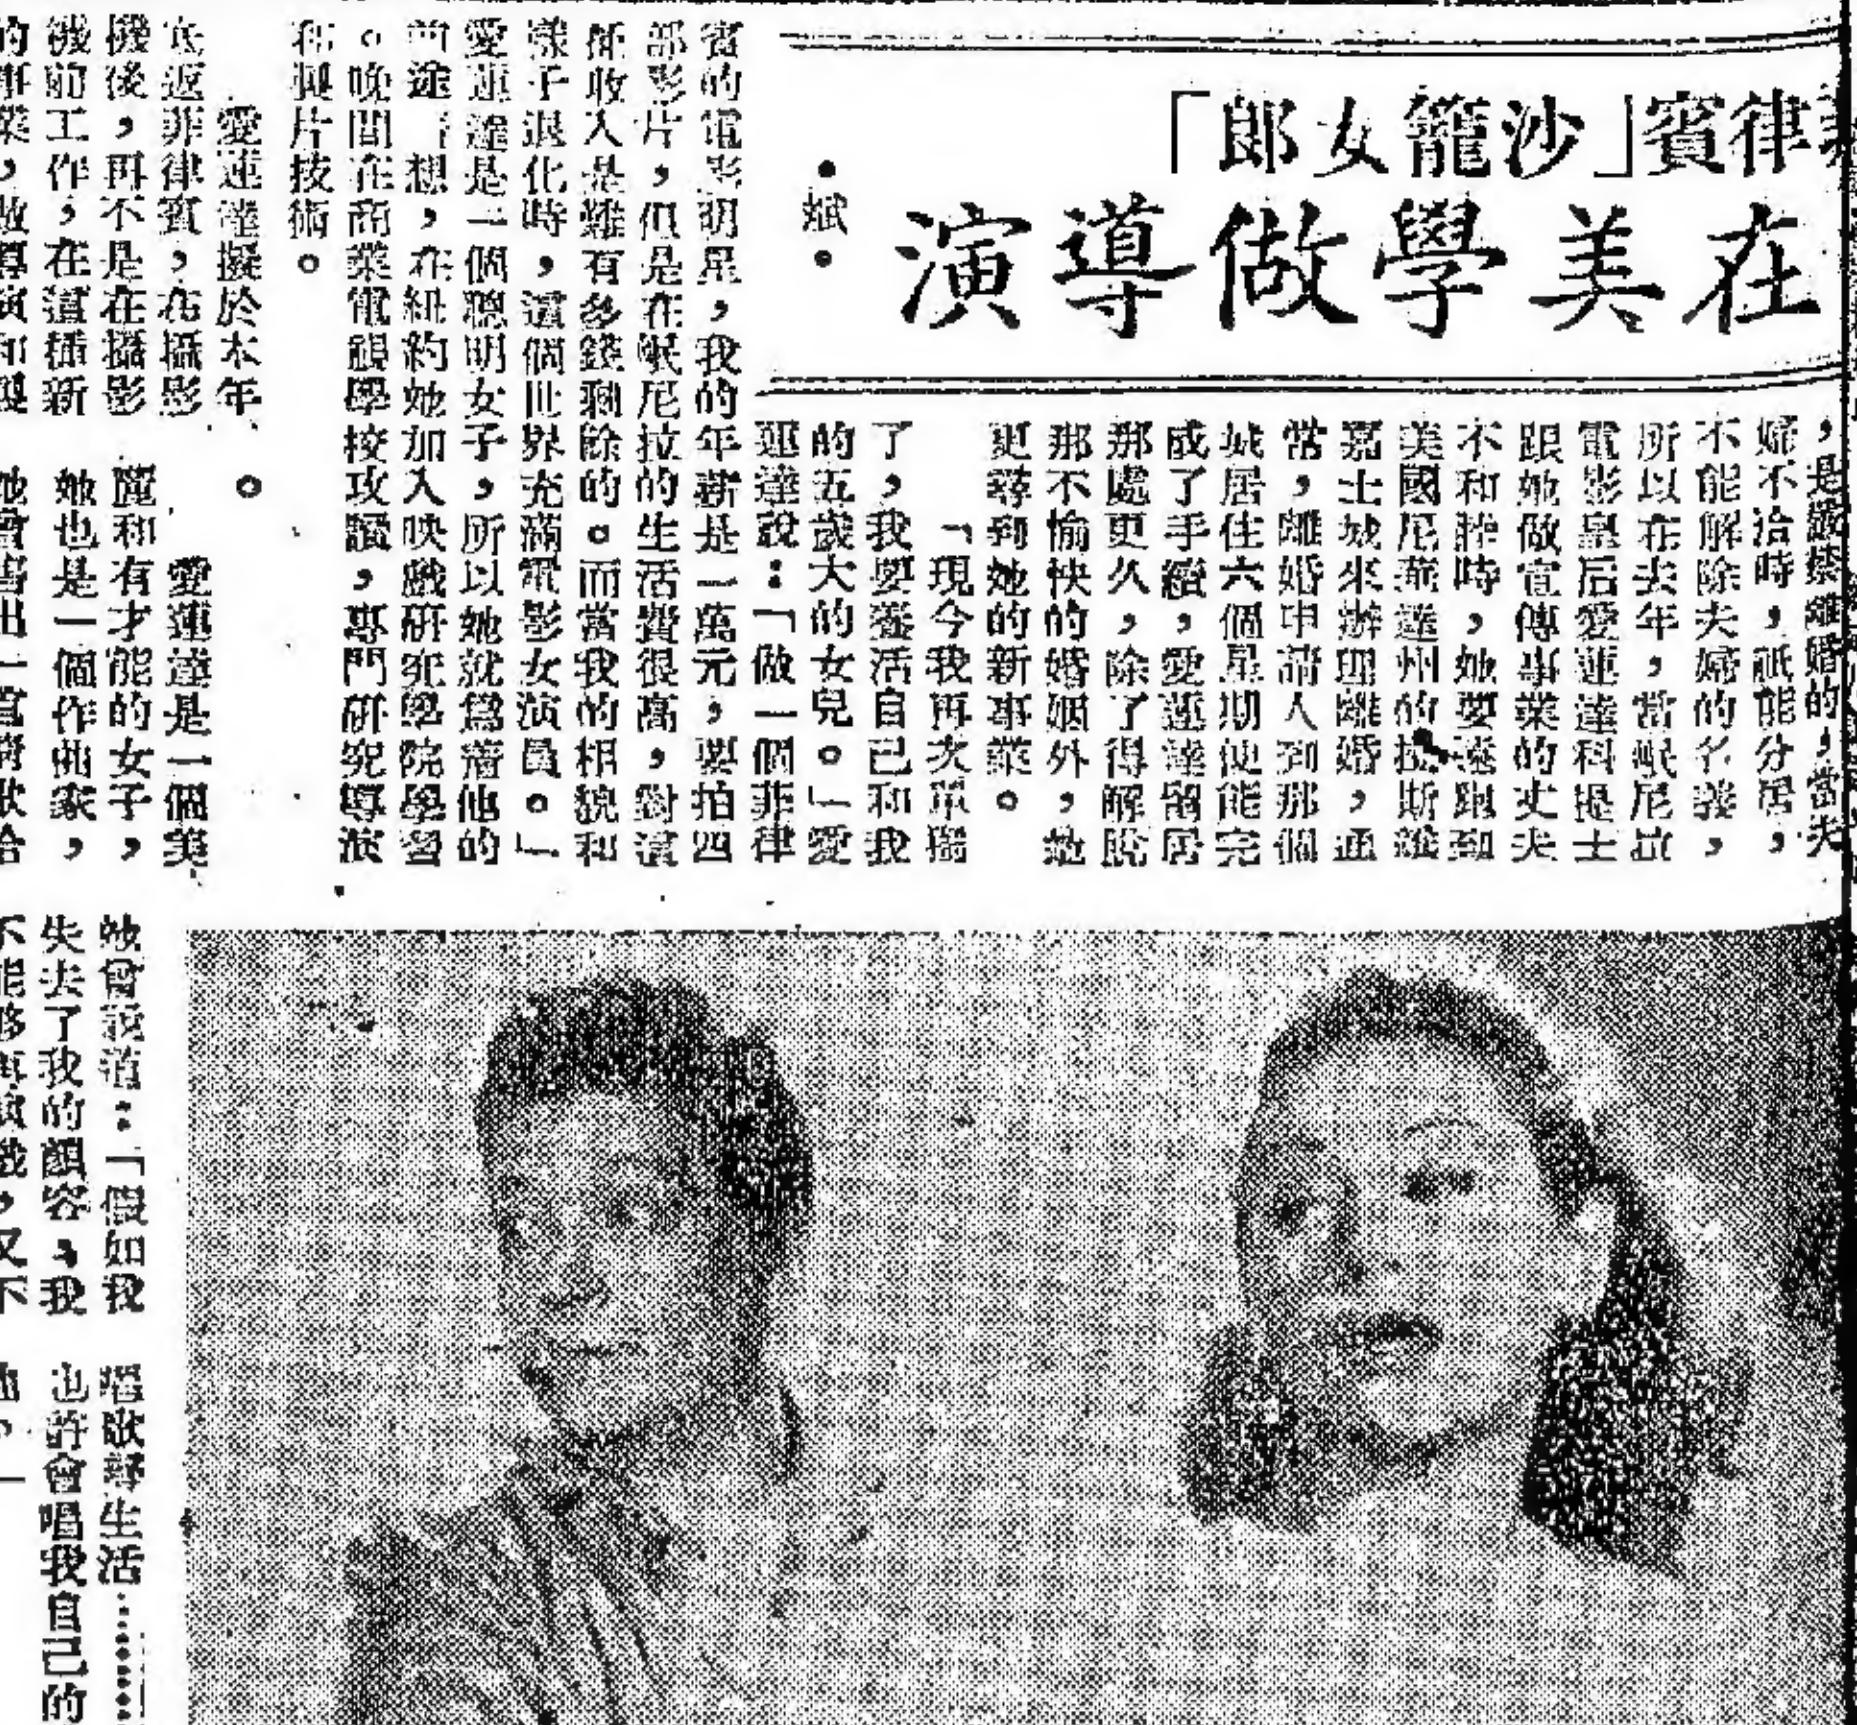 律賓「沙籠女郎」
在美學做導演
•斌•
，是嚴禁離婚的，當夫
婦不洽時，祇能分居，
不能解除夫婦的名義，
所以在去年，當岷尼拉
電影皇后愛蓮達科提士
跟她做宣傳事業的丈夫
不和睦時，她要遠跑到
美國尼華達州的拉斯維
嘉士城來辦理離婚，通
常，離婚申請人到那個
城居住六個星期便能完
成了手續，愛蓮達留居
那處更久，除了得解脫
那不愉快的婚姻外，她
更尋到她的新事業。
「現今我再次單獨
了，我要養活自己和我
的五歲大的女兒。」愛
蓮達說：「做一個菲律
賓的電影明星，我的年薪是一萬元，要拍四
部影片，但是在岷尼拉的生活費很高，對這
個收入是難有多錢剩餘的。而當我的相貌和
樣子退化時，這個世界充滿電影女演員。」
愛蓮達是一個聰明女子，所以她就為著他的
前途 想，在紐約她加入映戲研究學院學習
。晚間在商業電視學校攻讀，專門研究導演
和製片技術。
愛蓮達擬於本年
底返菲律賓，在攝影
機後，再不是在攝影
機前工作，在這種新
的事業，做導演和製
。
愛蓮達是一個美
麗和有才能的女子，
她也是一個作曲家，
她曾寫出一首情歌給
她曾說道：「假如我
失去了我的顏容，我
不能夠再演戲，又不
唱歌等生活……
也許會唱我自己的